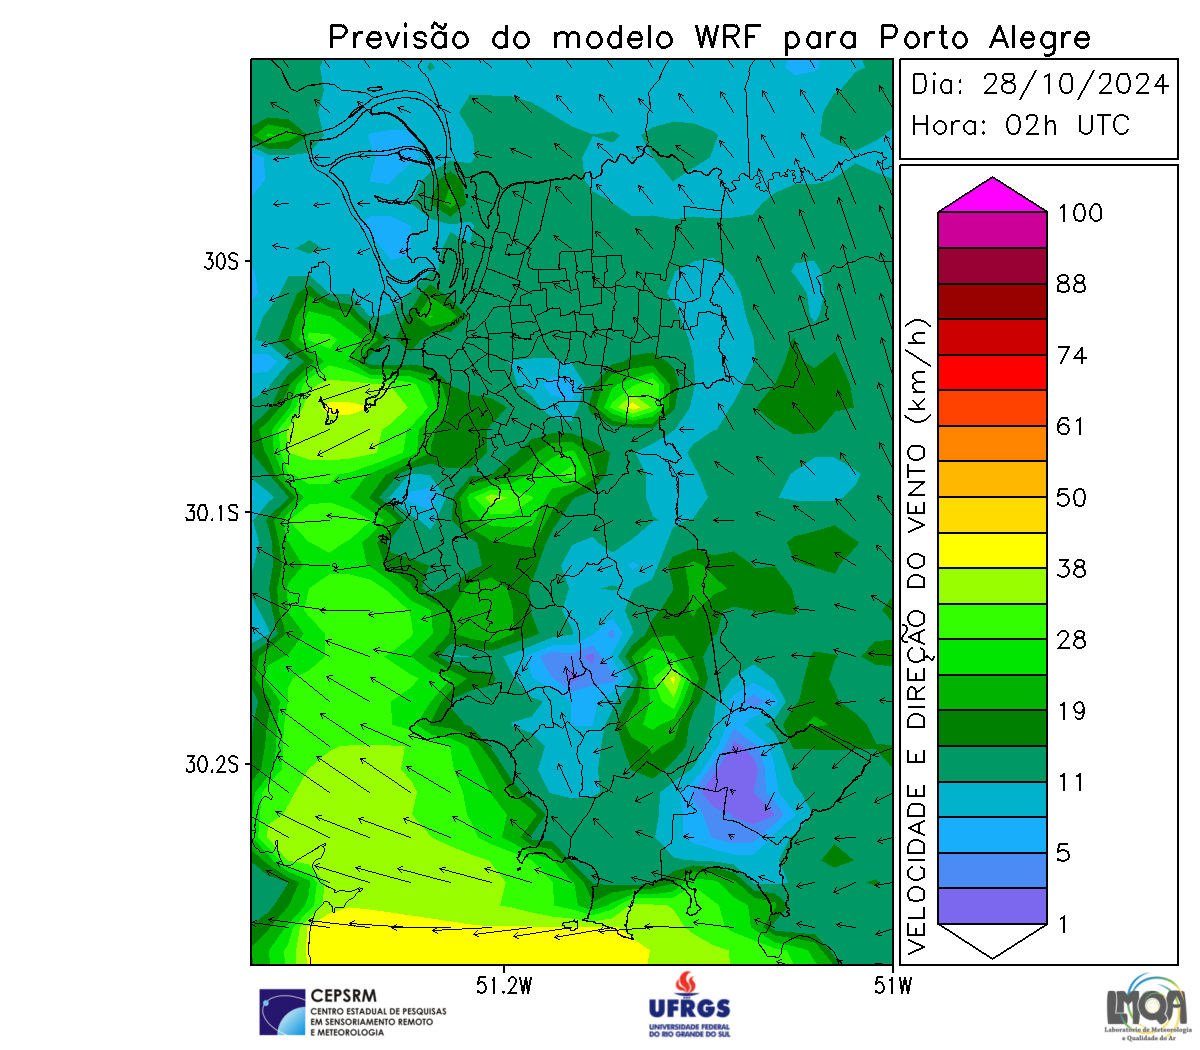 Previsão do modelo WRF para Porto Alegre
Dia: 28/10/2024
Hora: 02h UTC
100
88
74
61
50
38
28
19
11
5
1
VELOCIDADE E DIREÇÃO DO VENTO (km/h)
30S
30.1S
30.2S
51.2W
51W
CEPSRM
CENTRO ESTADUAL DE PESQUISAS
EM SENSORIAMENTO REMOTO
E METEOROLOGIA
UFRGS
UNIVERSIDADE FEDERAL
DO RIO GRANDE DO SUL
LMQA
Laboratório de Meteorologia
e Qualidade do Ar